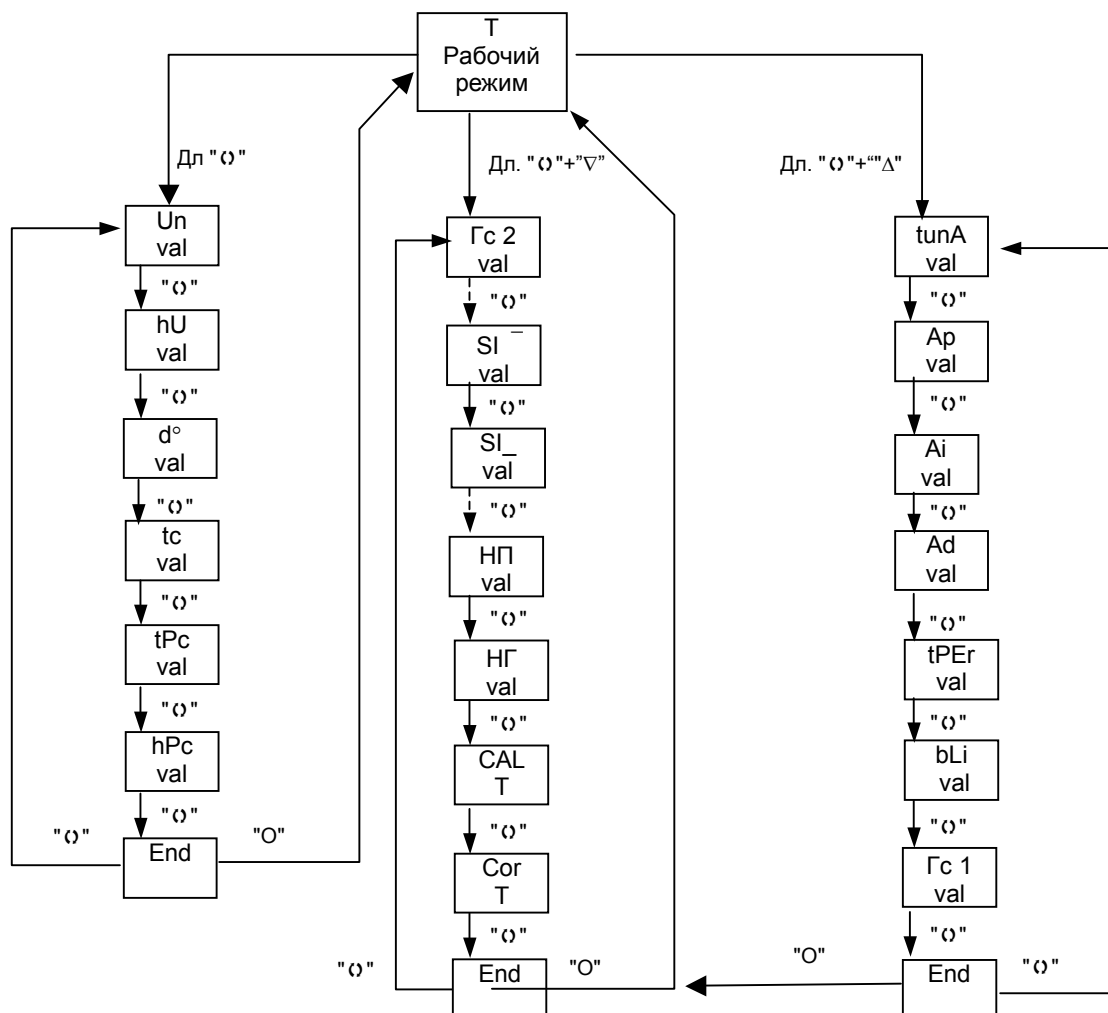 T
Рабочий
режим
Дл "🗘"
Дл. "🗘"+”∇”
Дл. "🗘"+“"Δ"
Un
val
"🗘"
hU
val
"🗘"
d°
val
"🗘"
tc
val
"🗘"
tPc
val
"🗘"
hPc
val
"🗘"
End
"🗘"
"O"
Гс 2
val
"🗘"
SI ¯
val
"🗘"
SI_
val
"🗘"
НП
val
"🗘"
НГ
val
"🗘"
CAL
T
"🗘"
Cor
T
"🗘"
End
"🗘"
"O"
tunA
val
"🗘"
Ap
val
"🗘"
Ai
val
"🗘"
Ad
val
"🗘"
tPEr
val
"🗘"
bLi
val
"🗘"
Гс 1
val
"🗘"
End
"O"
"🗘"